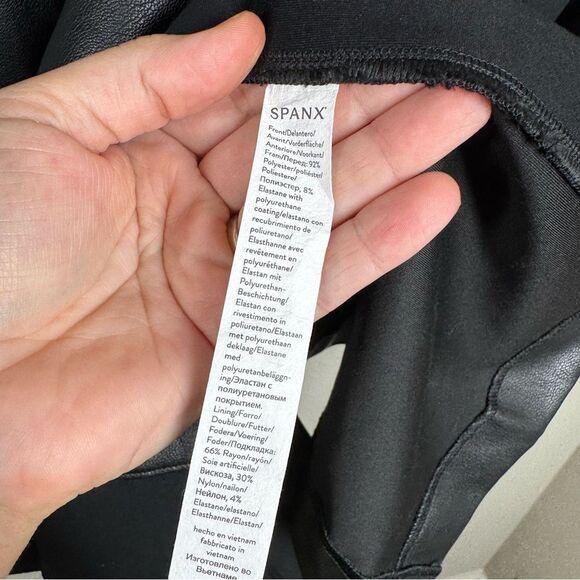 SPANX
Front/Delantero/
Avant/Vorderfläche/
Anteriore/Voorkant/
Fram/Перед: 92%
Polyester/poliéster/
Poliestere/
Полиэстер, 8%
Elastane with
polyurethane
coating/elastano con
recubrimiento de
poliuretano/
Elasthanne avec
revêtement en
polyuréthane/
Elastan mit
Polyurethan-
Beschichtung/
Elastan con
rivestimento in
poliuretano/Elastaan
met polyurethaan
deklaag/Elastane
med
polyuretanbeläggn-
ing/Эластан с
полиуретановым
покрытием.
Lining/Forro/
Doublure/Futter/
Fodera/Voering/
Foder/Подкладка:
66% Rayon/rayón/
Soie artificielle/
Вискоза, 30%
Nylon/nailon/
Нейлон, 4%
Elastane/elastano/
Elasthanne/Elastan/
hecho en vietnam
fabbricato in
vietnam
Изготовлено во
Вьетнаме